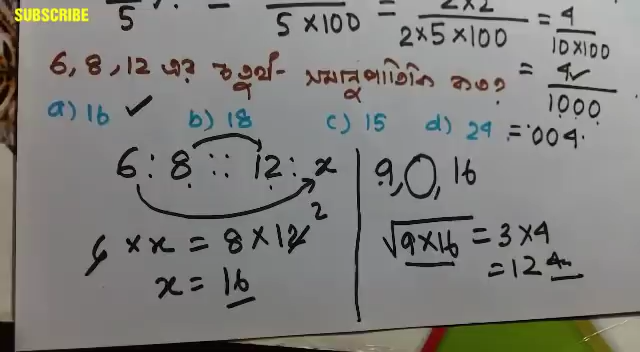 SUBSCRIBE
/5 %. = /5×100 = 2×2/2×5×100 = 4/10×100
= 4/1000
= .004.
6, 8, 12 এর চতুর্থ- সমানুপাতিকি কত?
a) 16 ✓ b) 18 c) 15 d) 24
6 : 8 :: 12 : x
6 × x = 8 × 12 2
x = 16
9, O, 16
√9×16 = 3×4
= 12